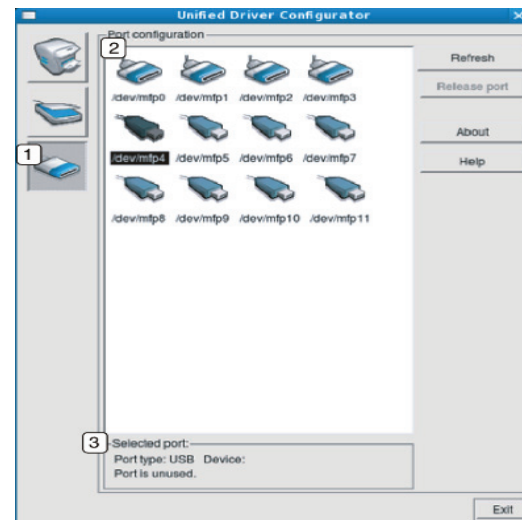 Unified Driver Configurator
Port configuration
2
Refresh
/dev/mfp0 /dev/mfp1 /dev/mfp2 /dev/mfp3
Release port
About
1
/dev/mfp4 /dev/mfp5 /dev/mfp6 /dev/mfp7
Help
/dev/mfp8 /dev/mfp9 /dev/mfp10 /dev/mfp11
3
Selected port:
Port type: USB Device:
Port is unused.
Exit